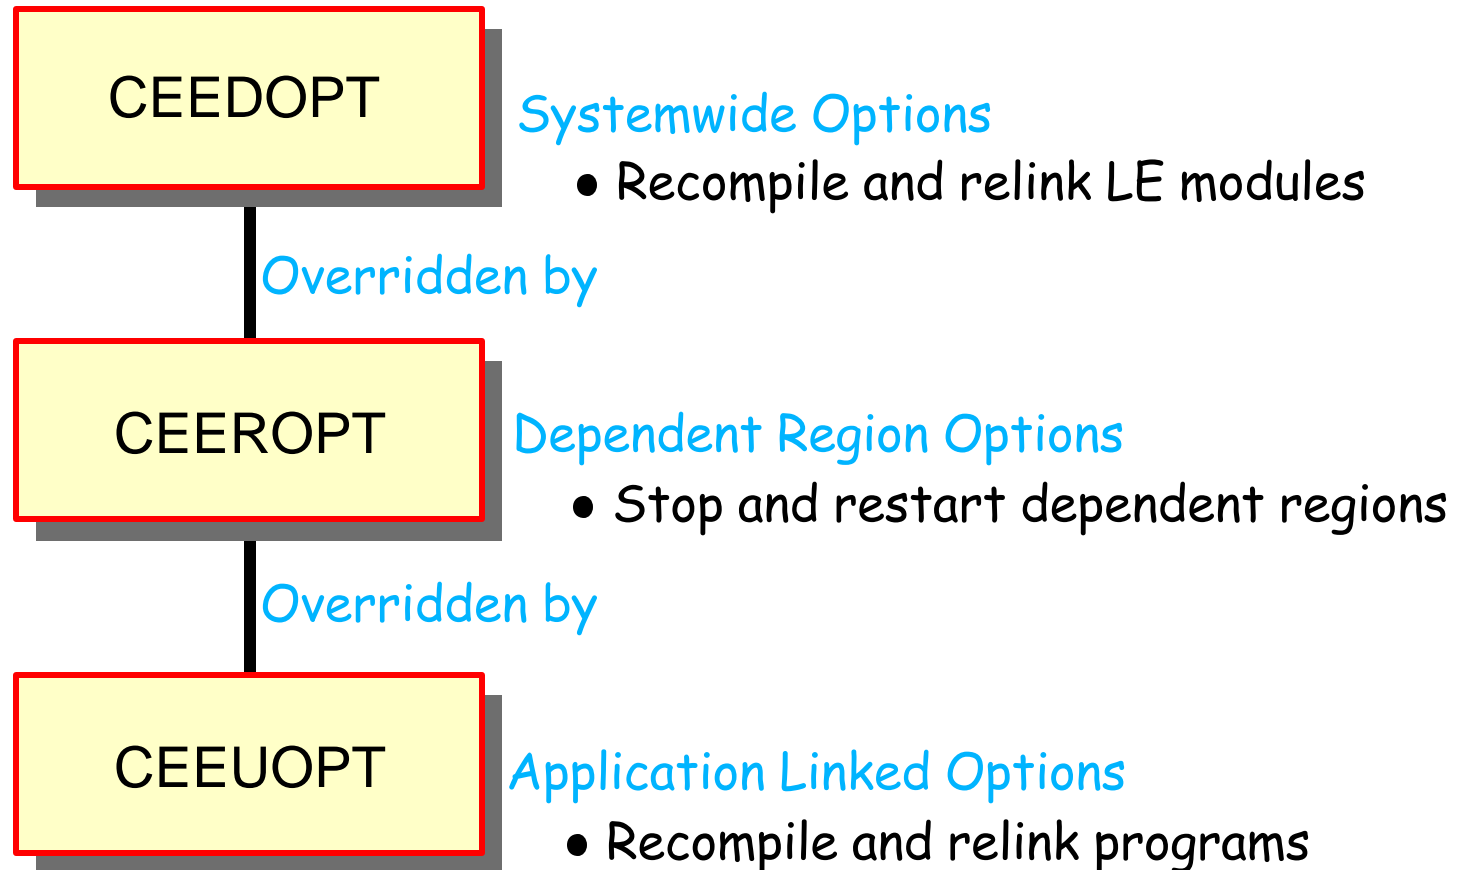 CEEDOPT
Systemwide Options
● Recompile and relink LE modules
Overridden by
CEEROPT
Dependent Region Options
● Stop and restart dependent regions
Overridden by
CEEUOPT
Application Linked Options
● Recompile and relink programs